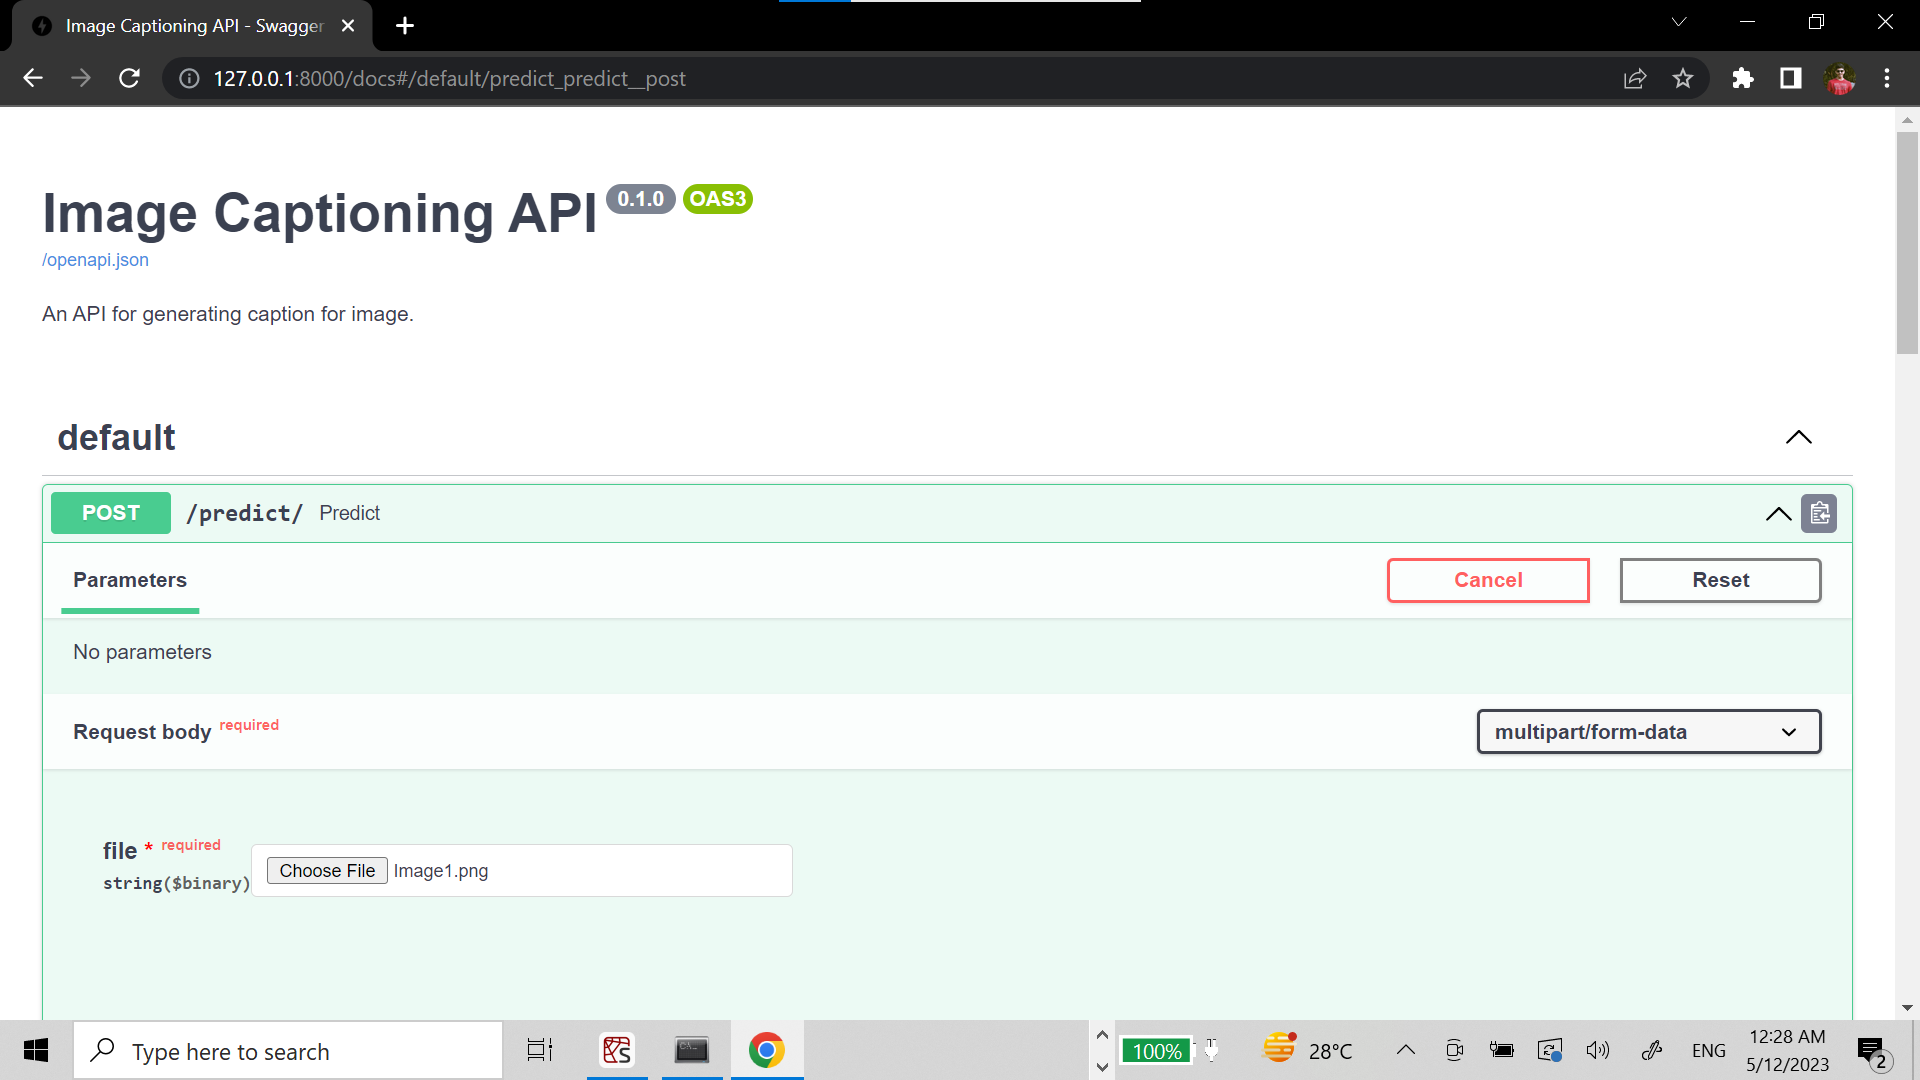 Image Captioning API - Swagger
127.0.0.1:8000/docs#/default/predict_predict__post
Image Captioning API 0.1.0 OAS3
/openapi.json
An API for generating caption for image.
default
POST /predict/ Predict
Parameters
Cancel
Reset
No parameters
Request body required
multipart/form-data
file * required
string($binary)
Choose File Image1.png
Type here to search
100%
28°C
ENG
12:28 AM
5/12/2023
2